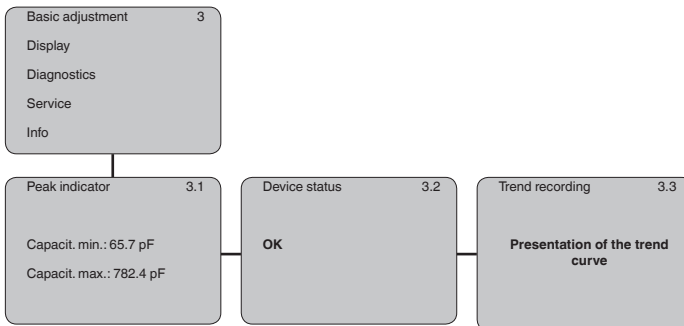 Basic adjustment 3
Display
Diagnostics
Service
Info
Peak indicator 3.1
Capacit. min.: 65.7 pF
Capacit. max.: 782.4 pF
Device status 3.2
OK
Trend recording 3.3
Presentation of the trend
curve